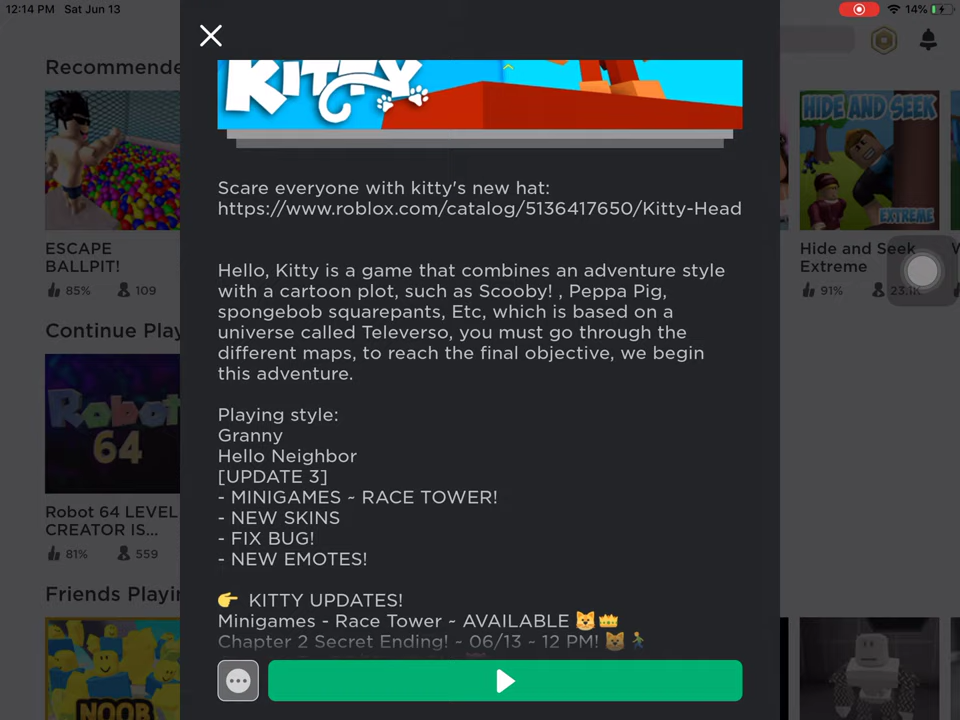 12:14 PM Sat Jun 13
14%
Recommende
KITTY
HIDE AND SEEK
EXTREME
ESCAPE
BALLPIT!
85% 109
Hide and Seek
Extreme
91% 23.1K
Scare everyone with kitty's new hat:
https://www.roblox.com/catalog/5136417650/Kitty-Head
Hello, Kitty is a game that combines an adventure style
with a cartoon plot, such as Scooby! , Peppa Pig,
spongebob squarepants, Etc, which is based on a
universe called Televerso, you must go through the
different maps, to reach the final objective, we begin
this adventure.
Continue Play
Robot
64
Robot 64 LEVEL
CREATOR IS...
81% 559
Playing style:
Granny
Hello Neighbor
[UPDATE 3]
- MINIGAMES ~ RACE TOWER!
- NEW SKINS
- FIX BUG!
- NEW EMOTES!
👉 KITTY UPDATES!
Minigames - Race Tower ~ AVAILABLE 🐱👑
Chapter 2 Secret Ending! ~ 06/13 ~ 12 PM! 🐱🚶
Friends Playin
NOOB